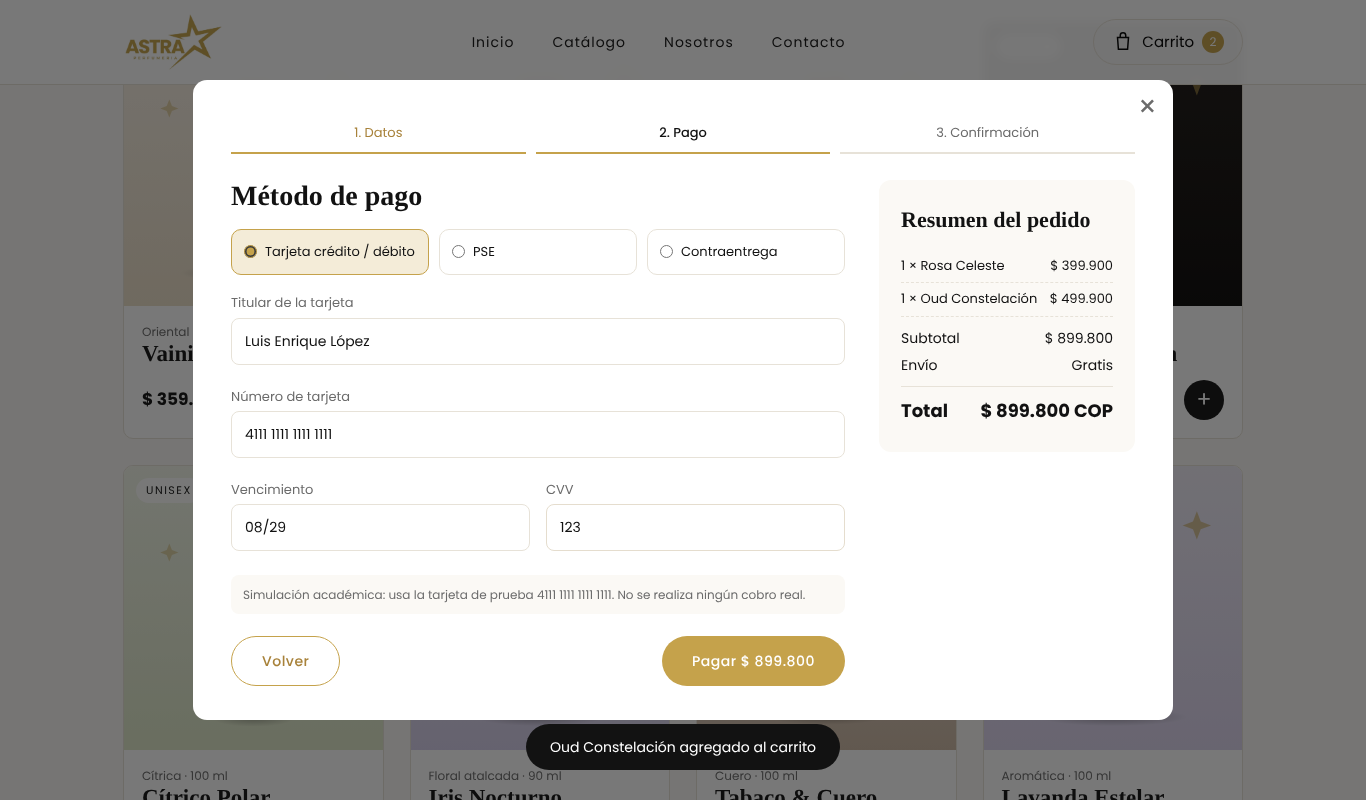 ASTRA
Inicio
Catálogo
Nosotros
Contacto
Carrito 2
1. Datos
2. Pago
3. Confirmación
Método de pago
Tarjeta crédito / débito
PSE
Contraentrega
Titular de la tarjeta
Luis Enrique López
Número de tarjeta
4111 1111 1111 1111
Vencimiento
CVV
08/29
123
Simulación académica: usa la tarjeta de prueba 4111 1111 1111 1111. No se realiza ningún cobro real.
Volver
Pagar $ 899.800
Resumen del pedido
1 × Rosa Celeste $ 399.900
1 × Oud Constelación $ 499.900
Subtotal $ 899.800
Envío Gratis
Total $ 899.800 COP
Oriental
$ 359.
UNISEX
Oud Constelación agregado al carrito
Cítrica · 100 ml
Cítrico Polar
Floral atalcada · 90 ml
Iris Nocturno
Cuero · 100 ml
Tabaco & Cuero
Aromática · 100 ml
Lavanda Estelar